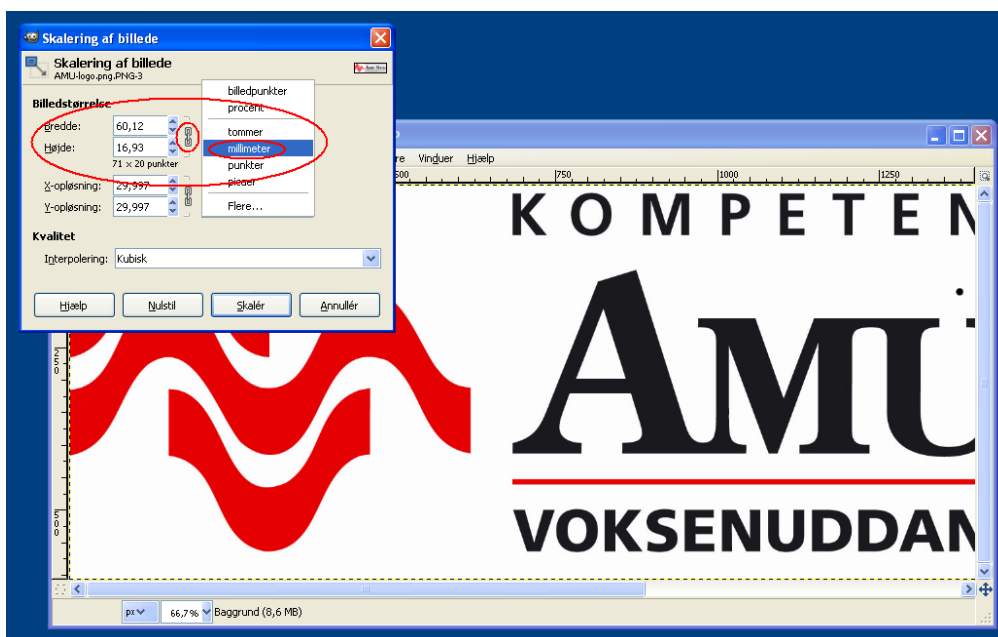 Skalering af billede
Skalering af billede
AMU-logo.png.PNG-3
Billedstørrelse
Bredde: 60,12
Højde: 16,93
71 × 20 punkter
X-opløsning: 29,997
Y-opløsning: 29,997
billedpunkter
procent
tommer
millimeter
punkter
picaer
Flere...
Kvalitet
Interpolering: Kubisk
Hjælp Nulstil Skalér Annullér
re Vinduer Hjælp
500 750 1000 1250
KOMPETEN
AMU
VOKSENUDDAN
250
500
px 66,7% Baggrund (8,6 MB)